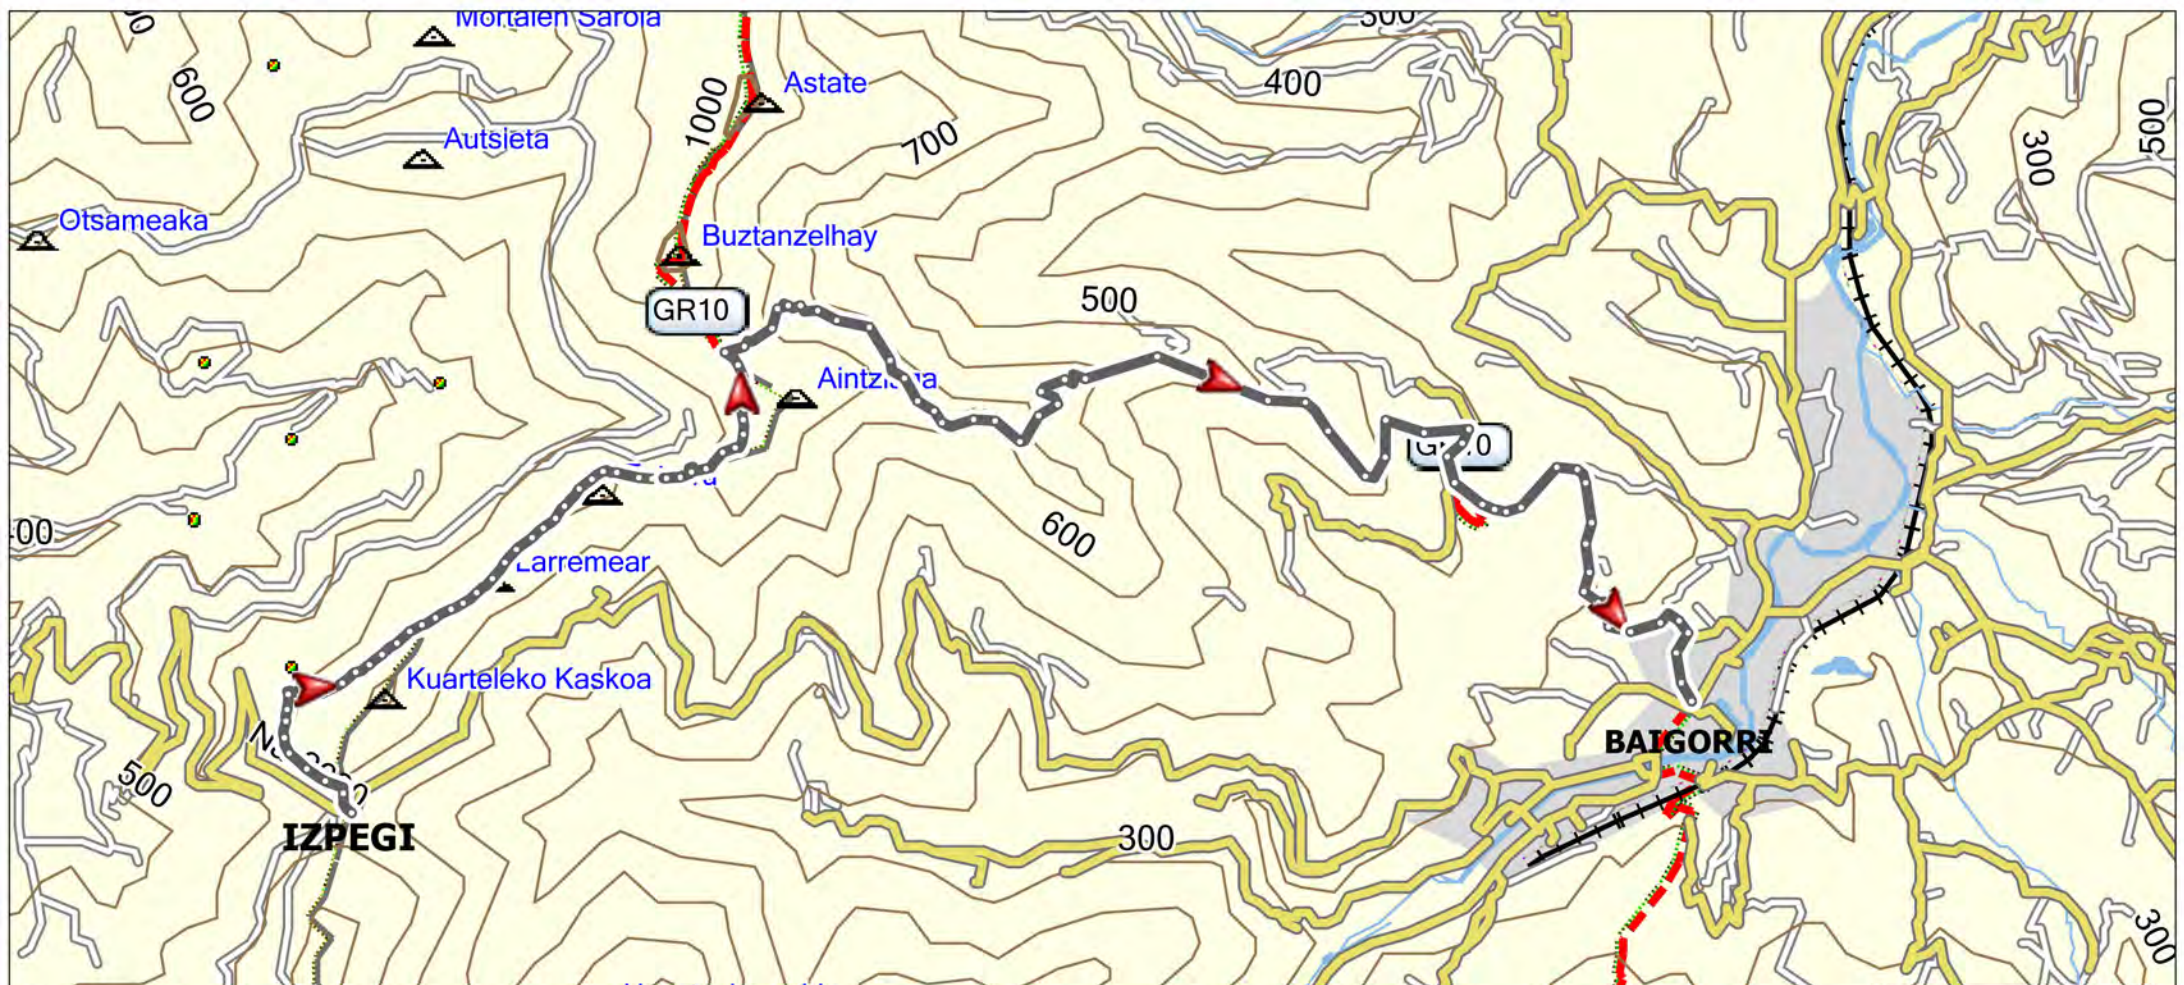 Mortalen Sarola
300
600
400
Astate
1000
700
500
300
Autsieta
Otsameaka
Buztanzelhay
GR10
500
Aintziaga
600
Larremear
Kuarteleko Kaskoa
500
BAIGORRI
IZPEGI
300
300